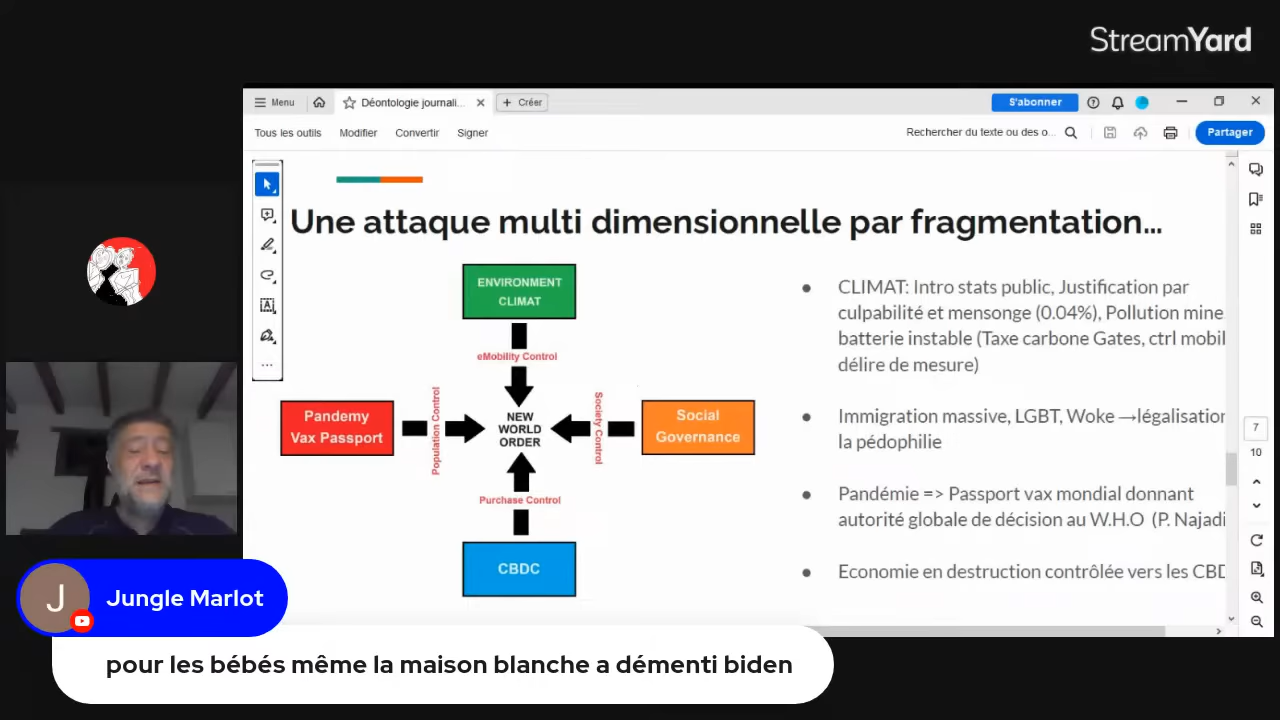 StreamYard
Menu
Déontologie journali...
Créer
S'abonner
Tous les outils
Modifier
Convertir
Signer
Rechercher du texte ou des o...
Partager
Une attaque multi dimensionnelle par fragmentation...
ENVIRONMENT
CLIMAT
eMobility Control
Pandemy
Vax Passport
Population Control
NEW
WORLD
ORDER
Society Control
Social
Governance
Purchase Control
CBDC
CLIMAT: Intro stats public, Justification par
culpabilité et mensonge (0.04%), Pollution mine
batterie instable (Taxe carbone Gates, ctrl mobil
délire de mesure)
Immigration massive, LGBT, Woke →légalisation
la pédophilie
Pandémie => Passport vax mondial donnant
autorité globale de décision au W.H.O (P. Najadi
Economie en destruction contrôlée vers les CBD
7
10
J
Jungle Marlot
pour les bébés même la maison blanche a démenti biden